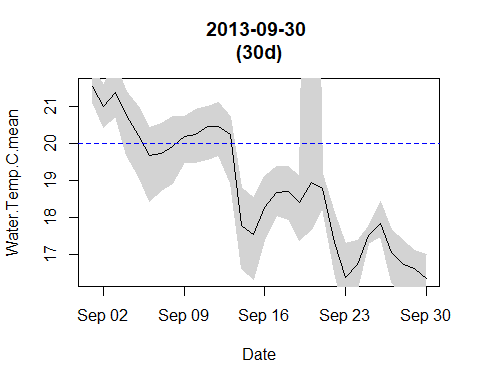 2013-09-30
(30d)
Water.Temp.C.mean
21
20
19
18
17
Sep 02
Sep 09
Sep 16
Sep 23
Sep 30
Date